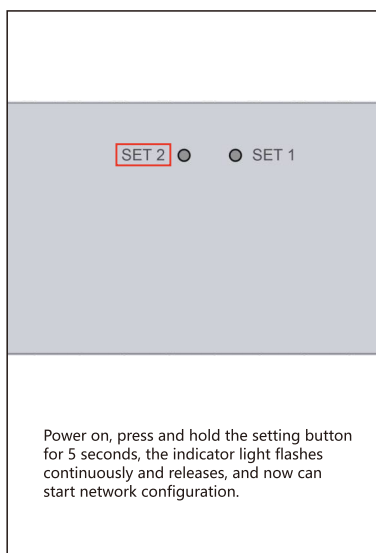 SET 2 SET 1
Power on, press and hold the setting button
for 5 seconds, the indicator light flashes
continuously and releases, and now can
start network configuration.